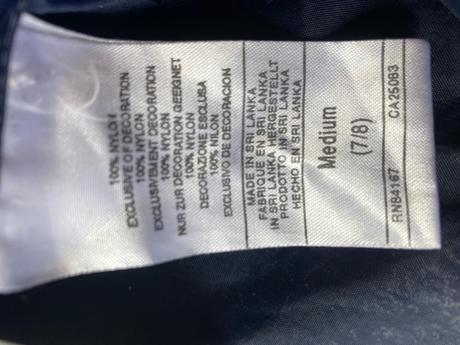 100% NYLON
EXCLUSIVE OF DECORATION
100% NYLON
EXCLUSIVEMENT DECORATION
100% NYLON
NUR ZUR DECORATION GEEIGNET
100% NYLON
DECORAZIONE ESCLUSA
100% NILON
EXCLUSIVO DE DECORACION
MADE IN SRI LANKA
FABRIQUE EN SRI LANKA
IN SRI LANKA HERGESTELLT
PRODOTTO IN SRI LANKA
HECHO EN SRI LANKA
Medium
(7/8)
RN84167 CA25083